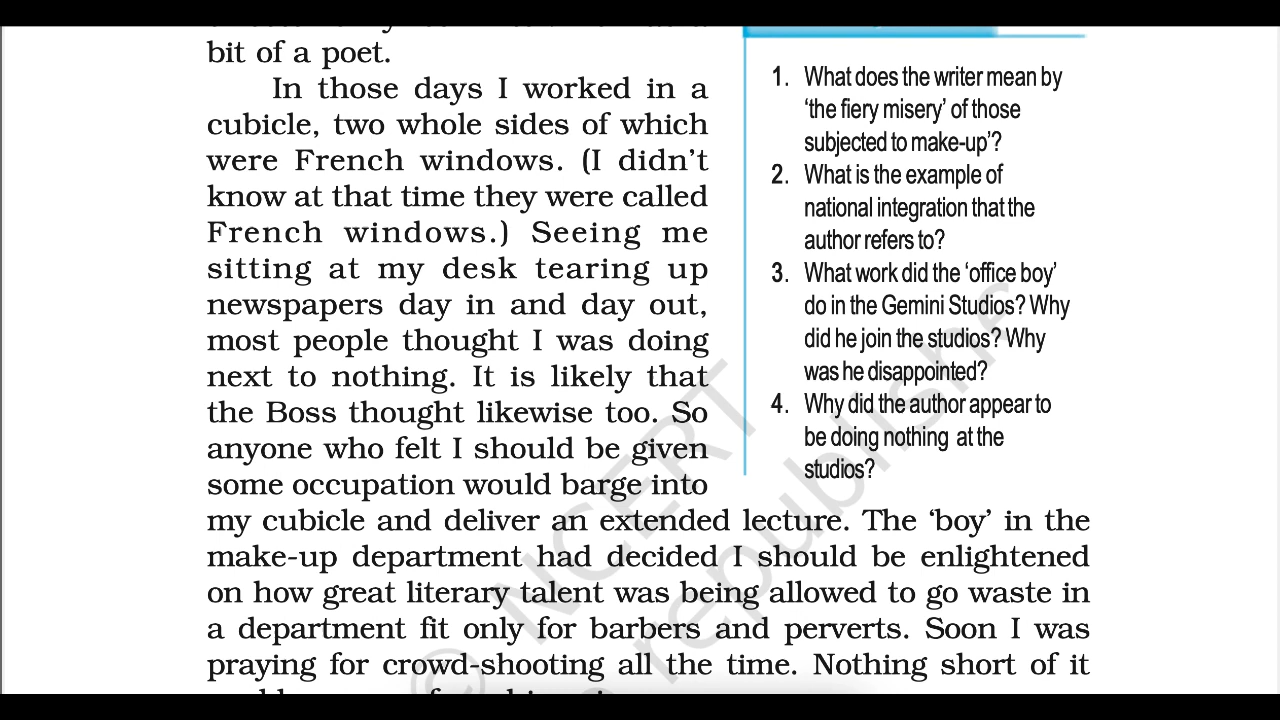 bit of a poet.
In those days I worked in a
cubicle, two whole sides of which
were French windows. (I didn’t
know at that time they were called
French windows.) Seeing me
sitting at my desk tearing up
newspapers day in and day out,
most people thought I was doing
next to nothing. It is likely that
the Boss thought likewise too. So
anyone who felt I should be given
some occupation would barge into
my cubicle and deliver an extended lecture. The ‘boy’ in the
make-up department had decided I should be enlightened
on how great literary talent was being allowed to go waste in
a department fit only for barbers and perverts. Soon I was
praying for crowd-shooting all the time. Nothing short of it
1. What does the writer mean by
‘the fiery misery’ of those
subjected to make-up’?
2. What is the example of
national integration that the
author refers to?
3. What work did the ‘office boy’
do in the Gemini Studios? Why
did he join the studios? Why
was he disappointed?
4. Why did the author appear to
be doing nothing at the
studios?
© NCERT
republishe